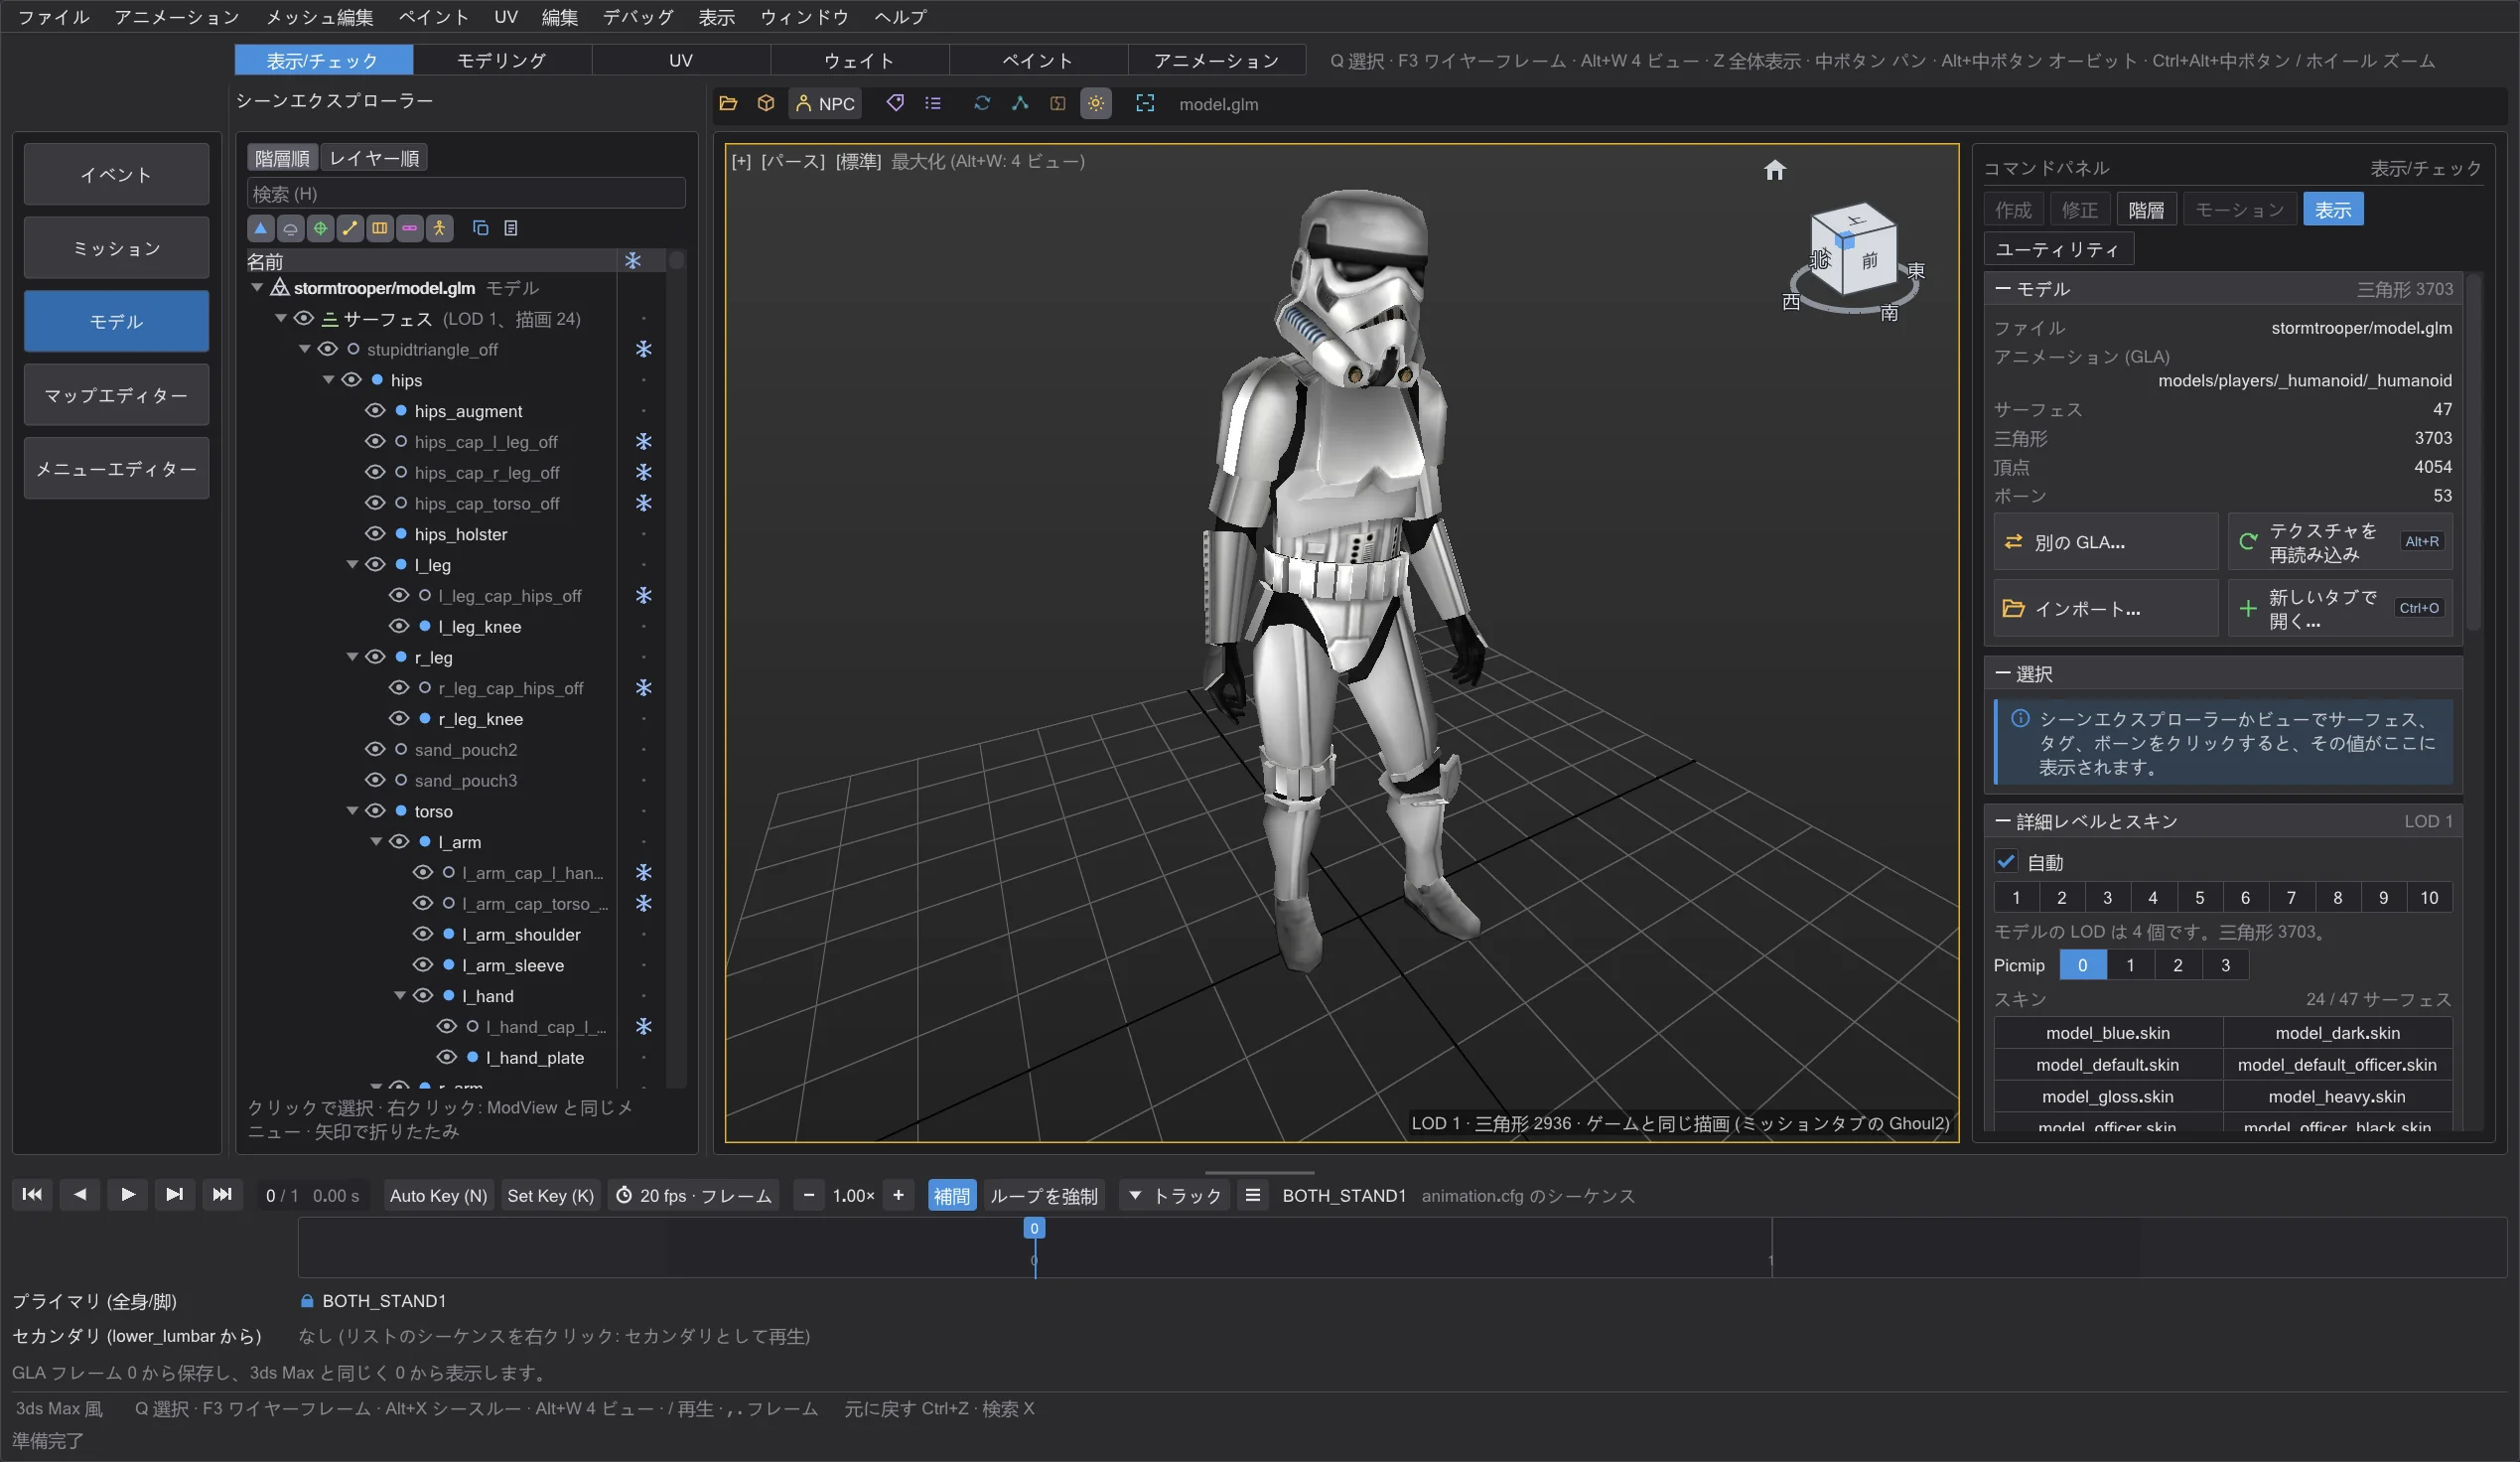 ファイル アニメーション メッシュ編集 ペイント UV 編集 デバッグ 表示 ウィンドウ ヘルプ
表示/チェック モデリング UV ウェイト ペイント アニメーション Q 選択 · F3 ワイヤーフレーム · Alt+W 4 ビュー · Z 全体表示 · 中ボタン パン · Alt+中ボタン オービット · Ctrl+Alt+中ボタン / ホイール ズーム
イベント
ミッション
モデル
マップエディター
メニューエディター
シーンエクスプローラー
階層順 レイヤー順
検索 (H)
名前
stormtrooper/model.glm モデル
サーフェス (LOD 1、描画 24)
stupidtriangle_off
hips
hips_augment
hips_cap_l_leg_off
hips_cap_r_leg_off
hips_cap_torso_off
hips_holster
l_leg
l_leg_cap_hips_off
l_leg_knee
r_leg
r_leg_cap_hips_off
r_leg_knee
sand_pouch2
sand_pouch3
torso
l_arm
l_arm_cap_l_han...
l_arm_cap_torso_...
l_arm_shoulder
l_arm_sleeve
l_hand
l_hand_cap_l_...
l_hand_plate
r_arm
クリックで選択 · 右クリック: ModView と同じメ
ニュー · 矢印で折りたたみ
NPC model.glm
[+] [パース] [標準] 最大化 (Alt+W: 4 ビュー)
上
北 前 東
西 南
LOD 1 · 三角形 2936 · ゲームと同じ描画 (ミッションタブの Ghoul2)
コマンドパネル 表示/チェック
作成 修正 階層 モーション 表示
ユーティリティ
モデル 三角形 3703
ファイル stormtrooper/model.glm
アニメーション (GLA)
models/players/_humanoid/_humanoid
サーフェス 47
三角形 3703
頂点 4054
ボーン 53
別の GLA...
テクスチャを
再読み込み Alt+R
インポート...
新しいタブで
開く... Ctrl+O
選択
シーンエクスプローラーかビューでサーフェス、
タグ、ボーンをクリックすると、その値がここに
表示されます。
詳細レベルとスキン LOD 1
自動
1 2 3 4 5 6 7 8 9 10
モデルの LOD は 4 個です。三角形 3703。
Picmip 0 1 2 3
スキン 24 / 47 サーフェス
model_blue.skin model_dark.skin
model_default.skin model_default_officer.skin
model_gloss.skin model_heavy.skin
model_officer.skin model_officer_black.skin
0 / 1 0.00 s Auto Key (N) Set Key (K) 20 fps · フレーム − 1.00× + 補間 ループを強制 トラック BOTH_STAND1 animation.cfg のシーケンス
0
0 1
プライマリ (全身/脚) BOTH_STAND1
セカンダリ (lower_lumbar から) なし (リストのシーケンスを右クリック: セカンダリとして再生)
GLA フレーム 0 から保存し、3ds Max と同じく 0 から表示します。
3ds Max 風 Q 選択 · F3 ワイヤーフレーム · Alt+X シースルー · Alt+W 4 ビュー · / 再生 · , . フレーム 元に戻す Ctrl+Z · 検索 X
準備完了